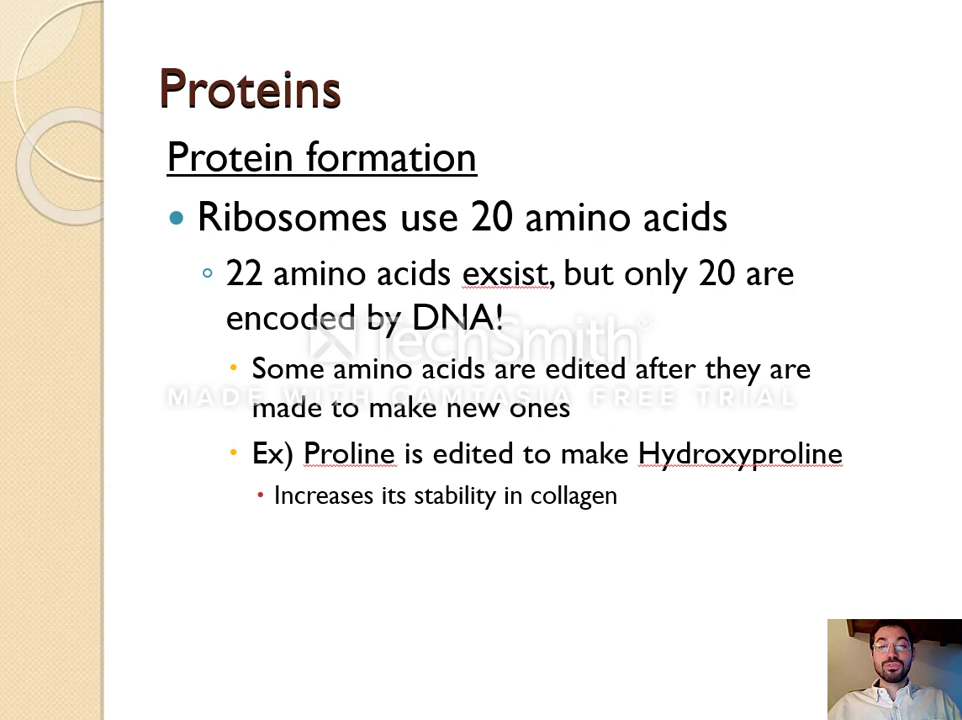 Proteins
Protein formation
Ribosomes use 20 amino acids
22 amino acids exsist, but only 20 are
encoded by DNA!
TechSmith
Some amino acids are edited after they are
MADE WITH CAMTASIA FREE TRIAL
made to make new ones
Ex) Proline is edited to make Hydroxyproline
Increases its stability in collagen